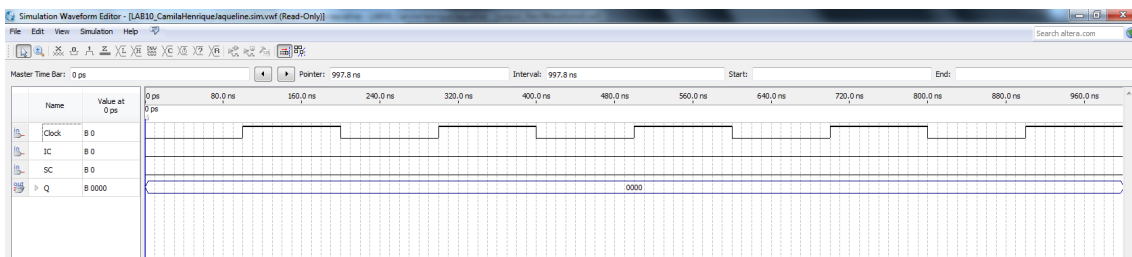 Simulation Waveform Editor - [LAB10_CamilaHenriqueJaqueline.sim.vwf (Read-Only)]
File Edit View Simulation Help
Search altera.com
Master Time Bar: 0 ps
Pointer: 997.8 ns
Interval: 997.8 ns
Start:
End:
Name
Value at
0 ps
0 ps 80.0 ns 160.0 ns 240.0 ns 320.0 ns 400.0 ns 480.0 ns 560.0 ns 640.0 ns 720.0 ns 800.0 ns 880.0 ns 960.0 ns
0 ps
Clock B 0
IC B 0
SC B 0
Q B 0000 0000